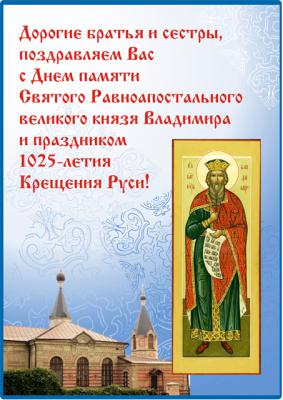 Дорогие братья и сестры,
поздравляем Вас
с Днем памяти
Святого Равноапостального
великого князя Владимира
и праздником
1025-летия
Крещения Руси!